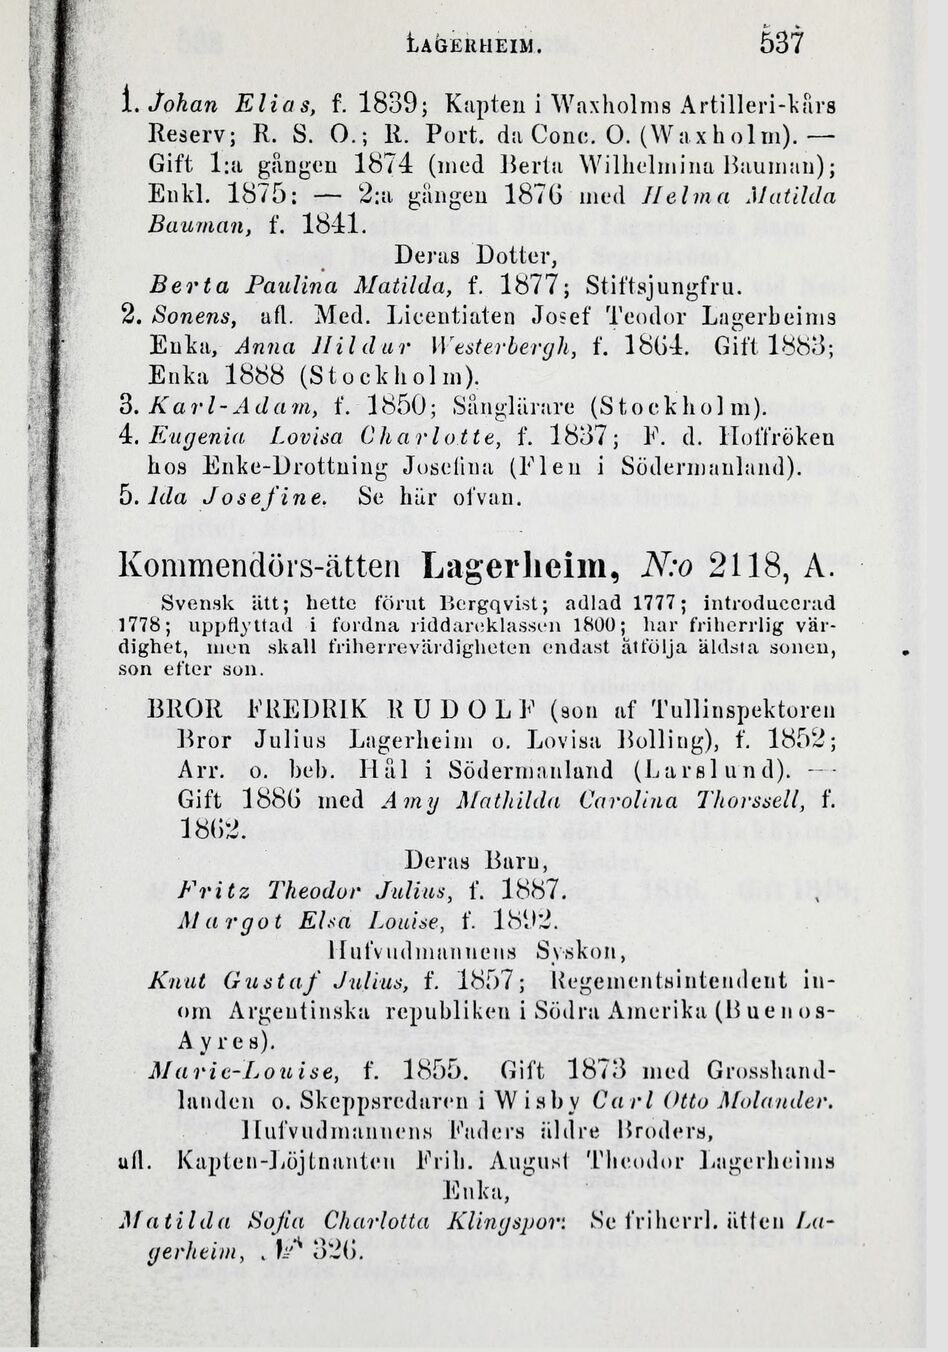 LAGERHEIM. 537
1. Johan Elias, f. 1839; Kapten i Waxholms Artilleri-kårs
Reserv; R. S. O.; R. Port. da Conc. O. (Waxholm). —
Gift 1:a gången 1874 (med Berta Wilhelmina Bauman);
Enkl. 1875: — 2:a gången 1876 med Helma Matilda
Bauman, f. 1841.
Deras Dotter,
Berta Paulina Matilda, f. 1877; Stiftsjungfru.
2. Sonens, afl. Med. Licentiaten Josef Teodor Lagerheims
Enka, Anna Hildur Westerbergh, f. 1864. Gift 1883;
Enka 1888 (Stockholm).
3. Karl-Adam, f. 1850; Sånglärare (Stockholm).
4. Eugenia Lovisa Charlotte, f. 1837; F. d. Hoffröken
hos Enke-Drottning Josefina (Flen i Södermanland).
5. Ida Josefine. Se här ofvan.
Kommendörs-ätten Lagerheim, N:o 2118, A.
Svensk ätt; hette förut Bergqvist; adlad 1777; introducerad
1778; uppflyttad i fordna riddareklassen 1800; har friherrlig vär-
dighet, men skall friherrevärdigheten endast åtfölja äldsta sonen,
son efter son.
BROR FREDRIK RUDOLF (son af Tullinspektoren
Bror Julius Lagerheim o. Lovisa Bolling), f. 1852;
Arr. o. beb. Hål i Södermanland (Larslund). —
Gift 1886 med Amy Mathilda Carolina Thorssell, f.
1862.
Deras Barn,
Fritz Theodor Julius, f. 1887.
Margot Elsa Louise, f. 1892.
Hufvudmannens Syskon,
Knut Gustaf Julius, f. 1857; Regementsintendent in-
om Argentinska republiken i Södra Amerika (Buenos-
Ayres).
Marie-Louise, f. 1855. Gift 1873 med Grosshand-
landen o. Skeppsredaren i Wisby Carl Otto Molander.
Hufvudmannens Faders äldre Broders,
afl. Kapten-Löjtnanten Frih. August Theodor Lagerheims
Enka,
Matilda Sofia Charlotta Klingspor: Se friherrl. ätten La-
gerheim, № 326.